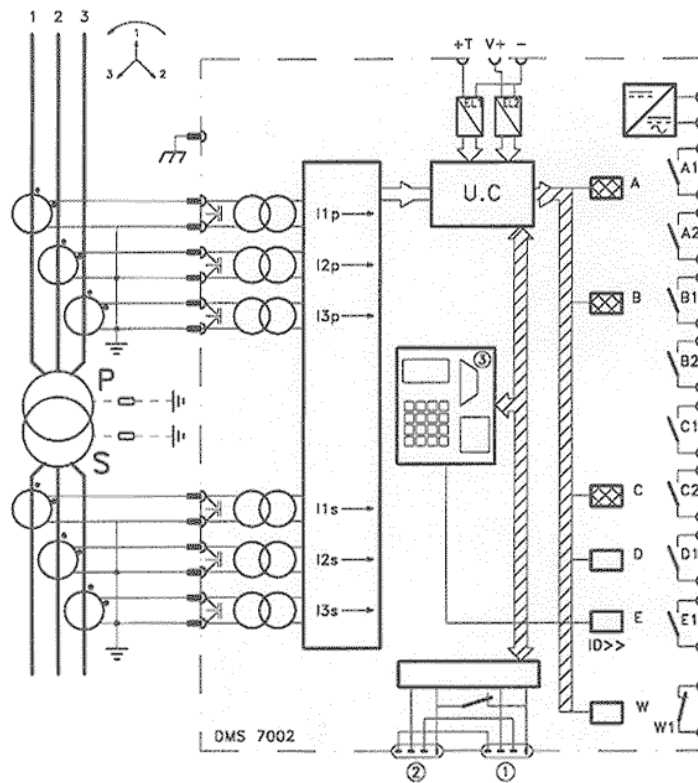 1 2 3
1
3 2
+T V+ -
EL1 EL2
U.C
A A1
A2
B B1
B2
C1
C C2
D D1
E E1
ID>>
W W1
I1p
I2p
I3p
3
P
S
I1s
I2s
I3s
DMS 7002
2 1